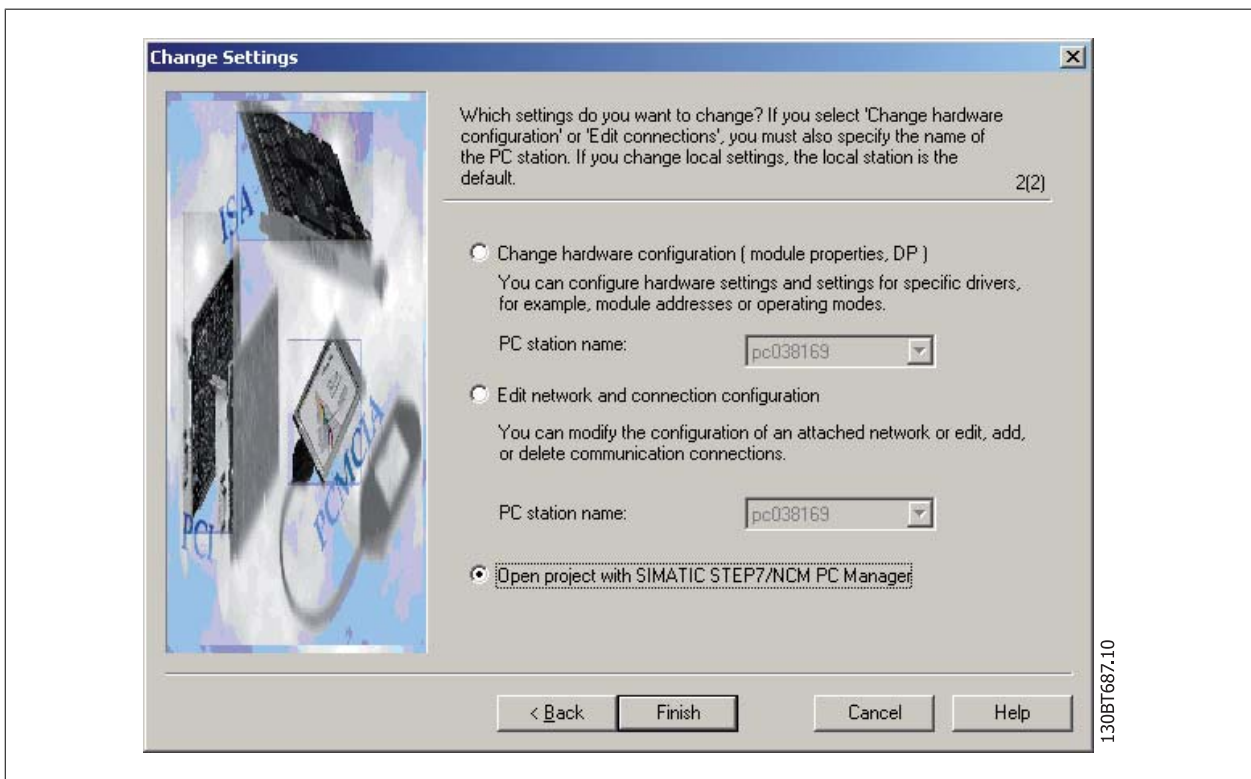 Change Settings
Which settings do you want to change? If you select 'Change hardware
configuration' or 'Edit connections', you must also specify the name of
the PC station. If you change local settings, the local station is the
default.
2(2)
ISA
PCI
PCMCIA
Change hardware configuration ( module properties, DP )
You can configure hardware settings and settings for specific drivers,
for example, module addresses or operating modes.
PC station name:
pc038169
Edit network and connection configuration
You can modify the configuration of an attached network or edit, add,
or delete communication connections.
PC station name:
pc038169
Open project with SIMATIC STEP7/NCM PC Manager
< Back
Finish
Cancel
Help
130BT687.10